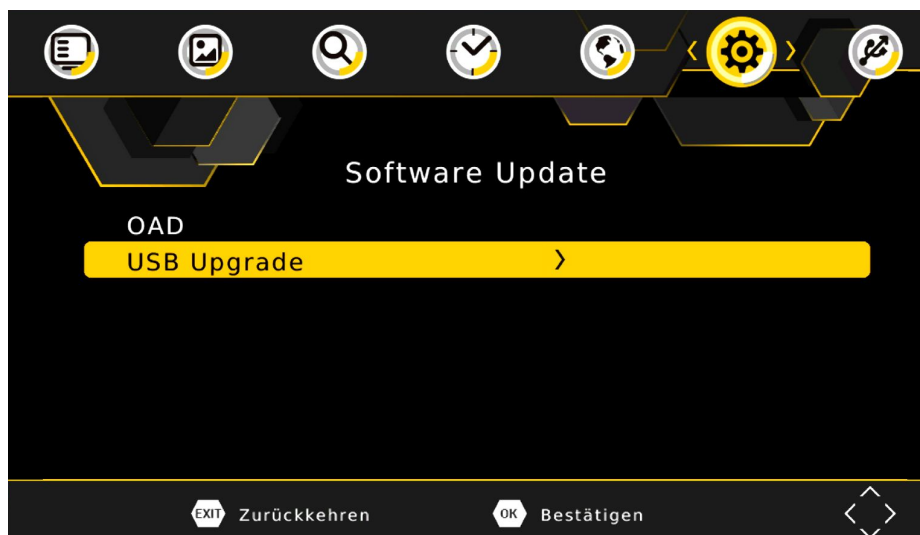 Software Update
OAD
USB Upgrade
EXIT Zurückkehren OK Bestätigen